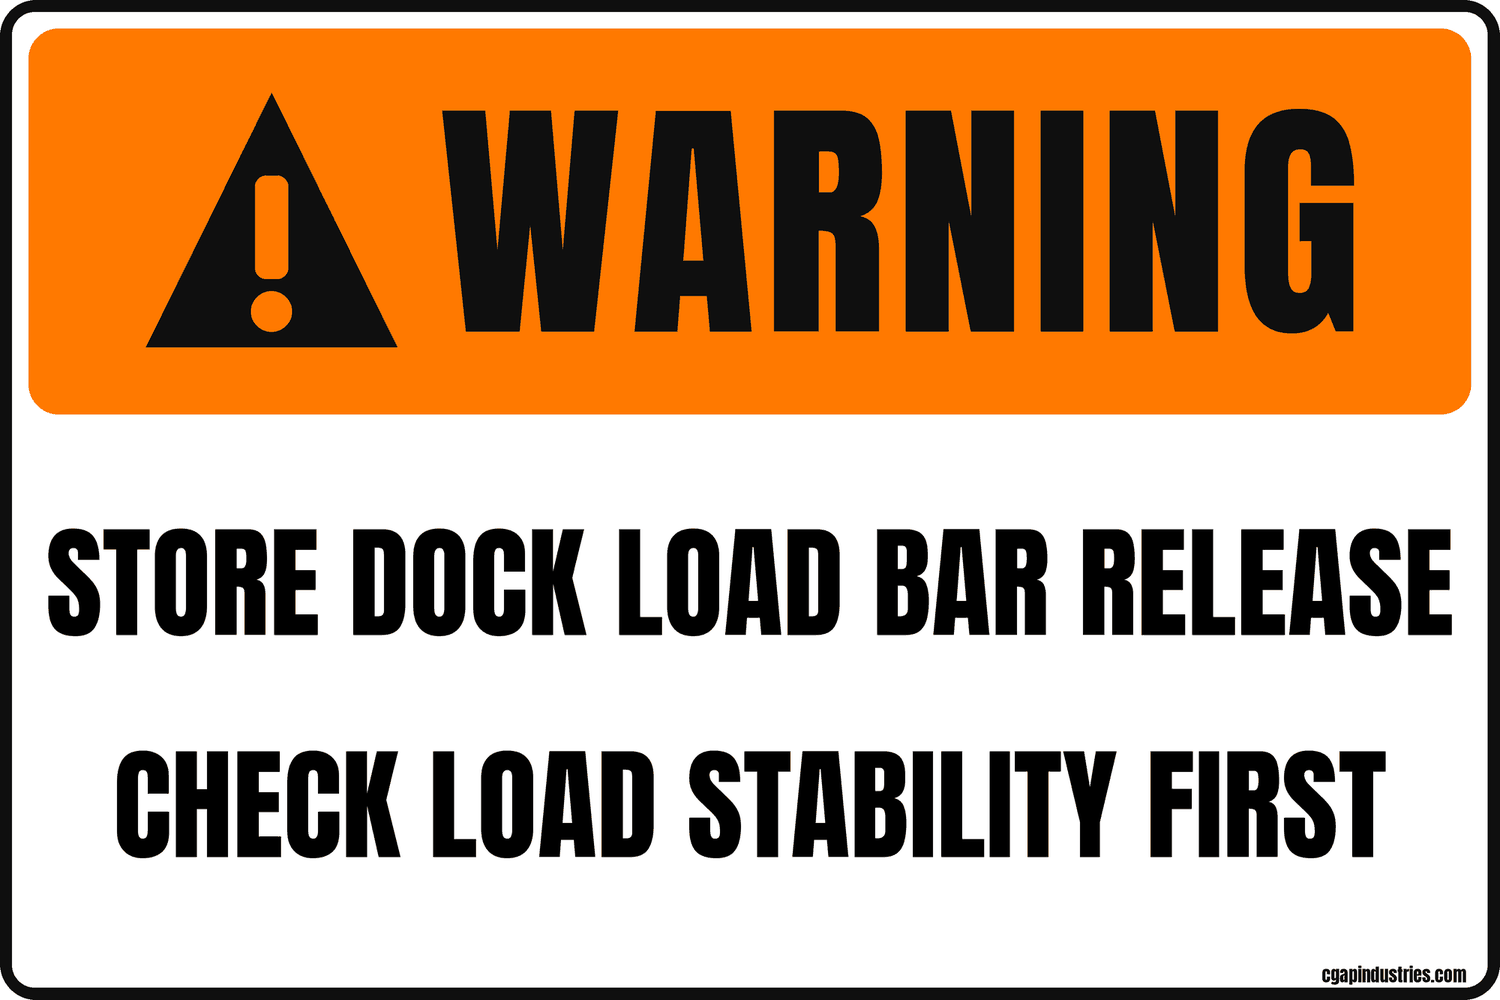 WARNING
STORE DOCK LOAD BAR RELEASE
CHECK LOAD STABILITY FIRST
cgapindustries.com